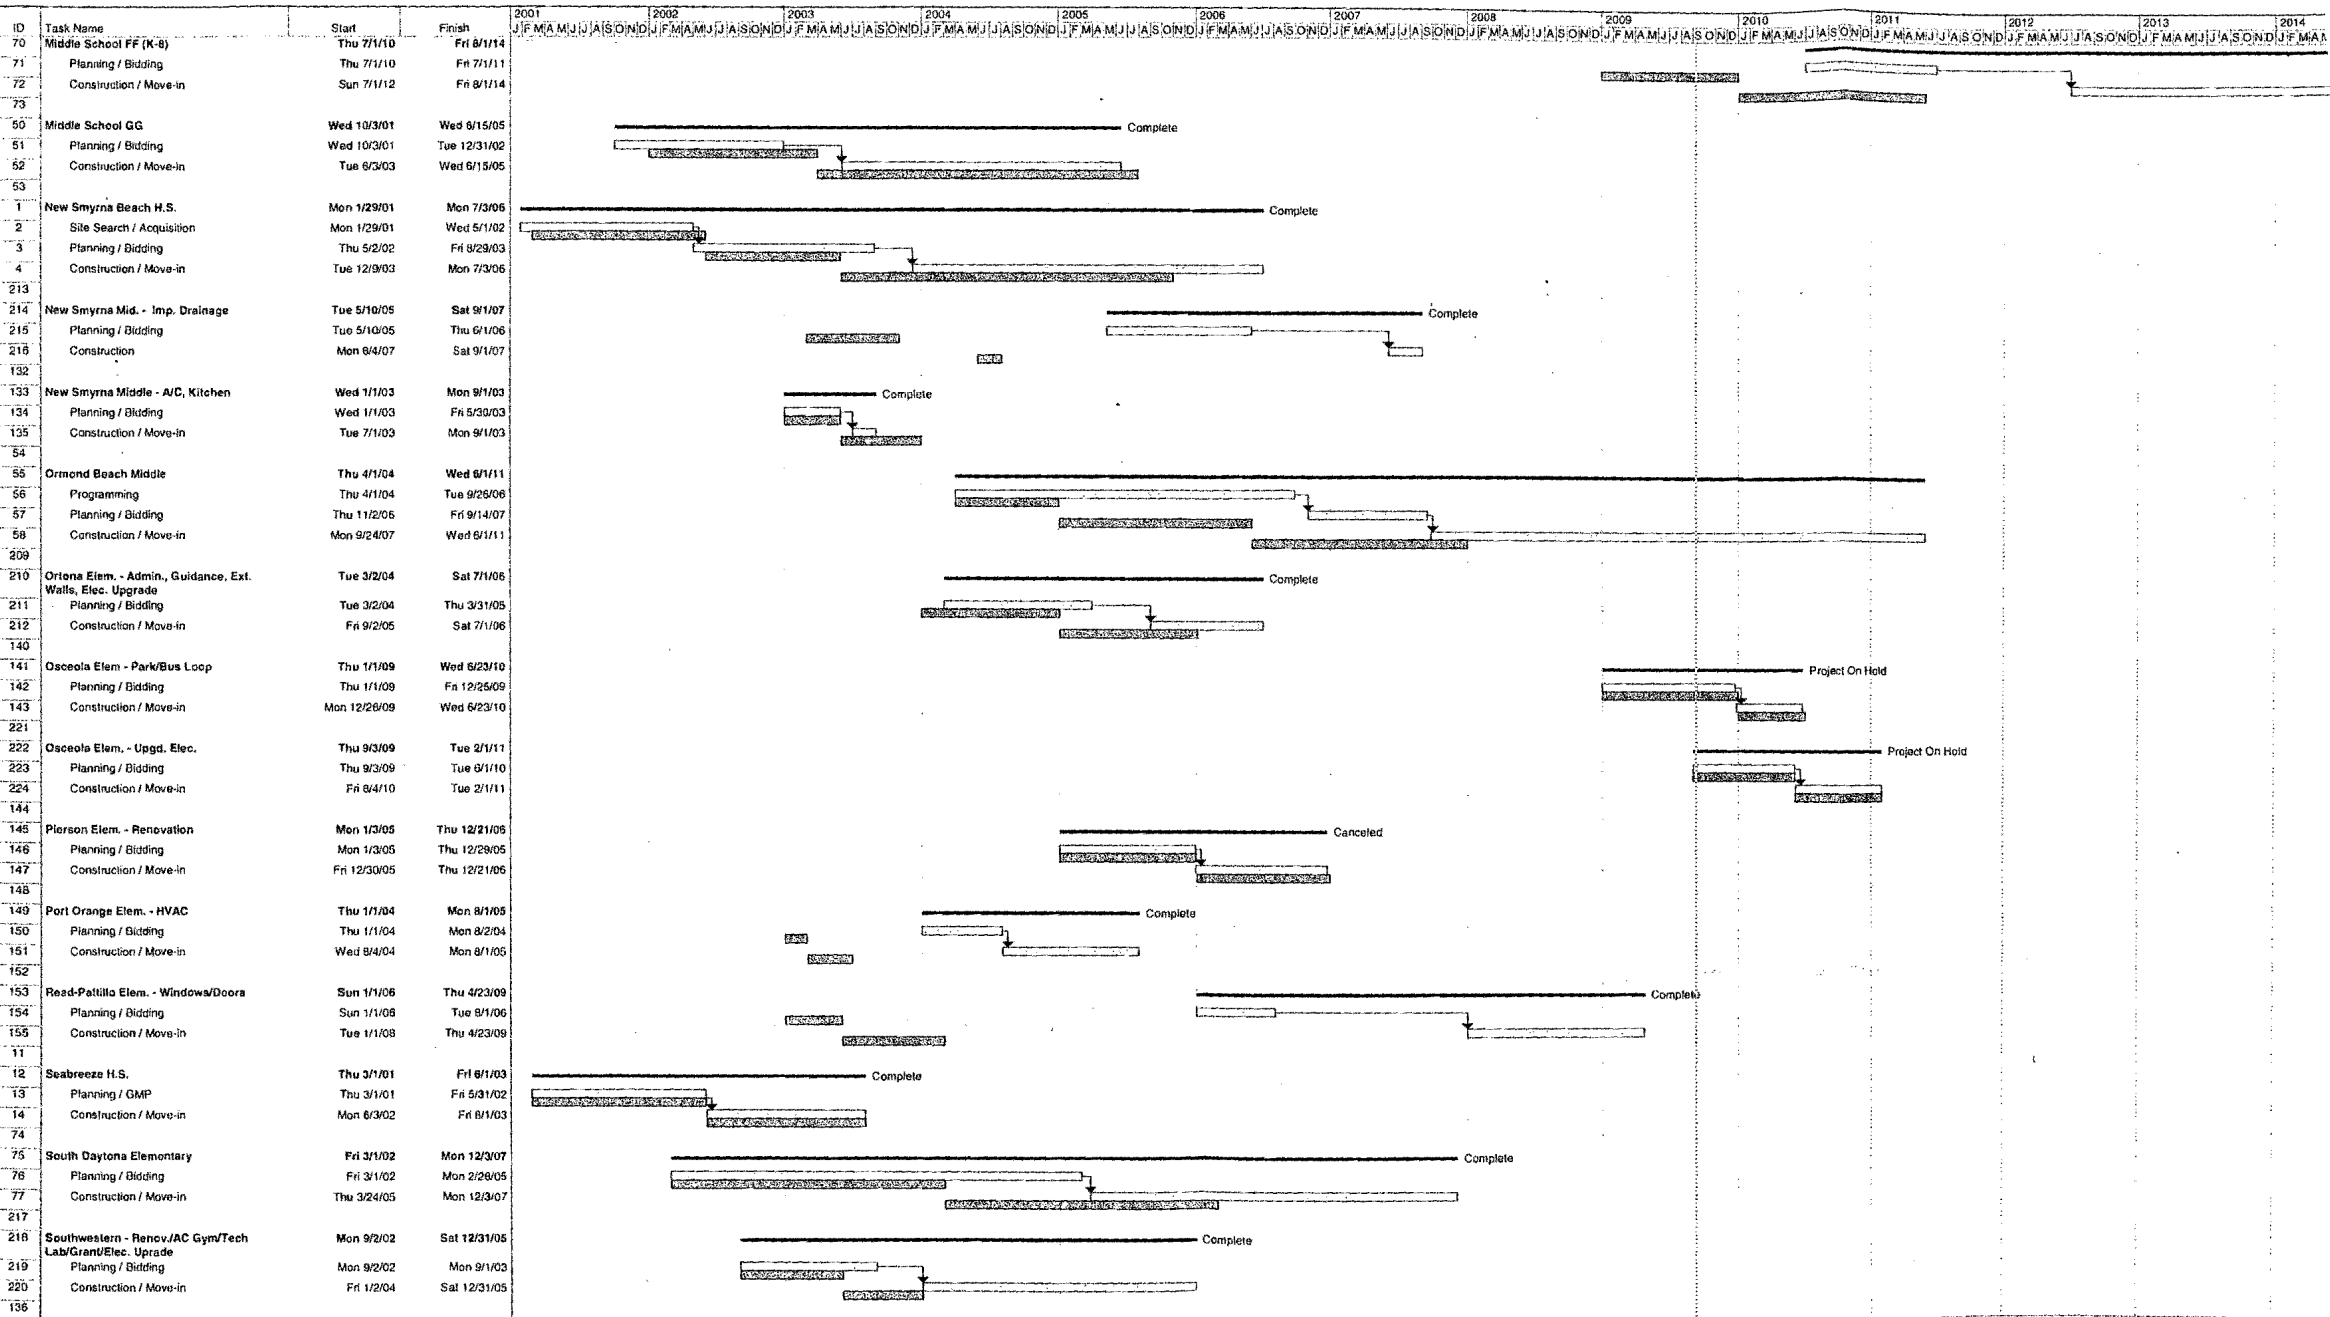 2001 2002 2003 2004 2005 2006 2007 2008 2009 2010 2011 2012 2013 2014
ID Task Name Start Finish
70 Middle School FF (K-8) Thu 7/1/10 Fri 8/1/14
71 Planning / Bidding Thu 7/1/10 Fri 7/1/11
72 Construction / Move-in Sun 7/1/12 Fri 8/1/14
73
50 Middle School GG Wed 10/3/01 Wed 6/15/05 Complete
51 Planning / Bidding Wed 10/3/01 Tue 12/31/02
52 Construction / Move-in Tue 6/3/03 Wed 6/15/05
53
1 New Smyrna Beach H.S. Mon 1/29/01 Mon 7/3/06 Complete
2 Site Search / Acquisition Mon 1/29/01 Wed 5/1/02
3 Planning / Bidding Thu 5/2/02 Fri 8/29/03
4 Construction / Move-in Tue 12/9/03 Mon 7/3/06
213
214 New Smyrna Mid. - Imp. Drainage Tue 5/10/05 Sat 9/1/07 Complete
215 Planning / Bidding Tue 5/10/05 Thu 6/1/06
216 Construction Mon 6/4/07 Sat 9/1/07
132
133 New Smyrna Middle - A/C, Kitchen Wed 1/1/03 Mon 9/1/03 Complete
134 Planning / Bidding Wed 1/1/03 Fri 5/30/03
135 Construction / Move-in Tue 7/1/03 Mon 9/1/03
54
55 Ormond Beach Middle Thu 4/1/04 Wed 6/1/11
56 Programming Thu 4/1/04 Tue 9/26/06
57 Planning / Bidding Thu 11/2/06 Fri 9/14/07
58 Construction / Move-in Mon 9/24/07 Wed 6/1/11
209
210 Ortona Elem. - Admin., Guidance, Ext. Tue 3/2/04 Sat 7/1/06 Complete
Walls, Elec. Upgrade
211 Planning / Bidding Tue 3/2/04 Thu 3/31/05
212 Construction / Move-in Fri 9/2/05 Sat 7/1/06
140
141 Osceola Elem - Park/Bus Loop Thu 1/1/09 Wed 6/23/10 Project On Hold
142 Planning / Bidding Thu 1/1/09 Fri 12/25/09
143 Construction / Move-in Mon 12/28/09 Wed 6/23/10
221
222 Osceola Elem. - Upgd. Elec. Thu 9/3/09 Tue 2/1/11 Project On Hold
223 Planning / Bidding Thu 9/3/09 Tue 6/1/10
224 Construction / Move-in Fri 6/4/10 Tue 2/1/11
144
145 Pierson Elem. - Renovation Mon 1/3/05 Thu 12/21/06 Canceled
146 Planning / Bidding Mon 1/3/05 Thu 12/29/05
147 Construction / Move-in Fri 12/30/05 Thu 12/21/06
148
149 Port Orange Elem. - HVAC Thu 1/1/04 Mon 8/1/05 Complete
150 Planning / Bidding Thu 1/1/04 Mon 8/2/04
151 Construction / Move-in Wed 8/4/04 Mon 8/1/05
152
153 Read-Pattillo Elem. - Windows/Doors Sun 1/1/06 Thu 4/23/09 Complete
154 Planning / Bidding Sun 1/1/06 Tue 8/1/06
155 Construction / Move-in Tue 1/1/08 Thu 4/23/09
11
12 Seabreeze H.S. Thu 3/1/01 Fri 8/1/03 Complete
13 Planning / GMP Thu 3/1/01 Fri 5/31/02
14 Construction / Move-in Mon 6/3/02 Fri 8/1/03
74
75 South Daytona Elementary Fri 3/1/02 Mon 12/3/07 Complete
76 Planning / Bidding Fri 3/1/02 Mon 2/28/05
77 Construction / Move-in Thu 3/24/05 Mon 12/3/07
217
218 Southwestern - Renov./AC Gym/Tech Mon 9/2/02 Sat 12/31/05 Complete
Lab/Grant/Elec. Uprade
219 Planning / Bidding Mon 9/2/02 Mon 9/1/03
220 Construction / Move-in Fri 1/2/04 Sat 12/31/05
136